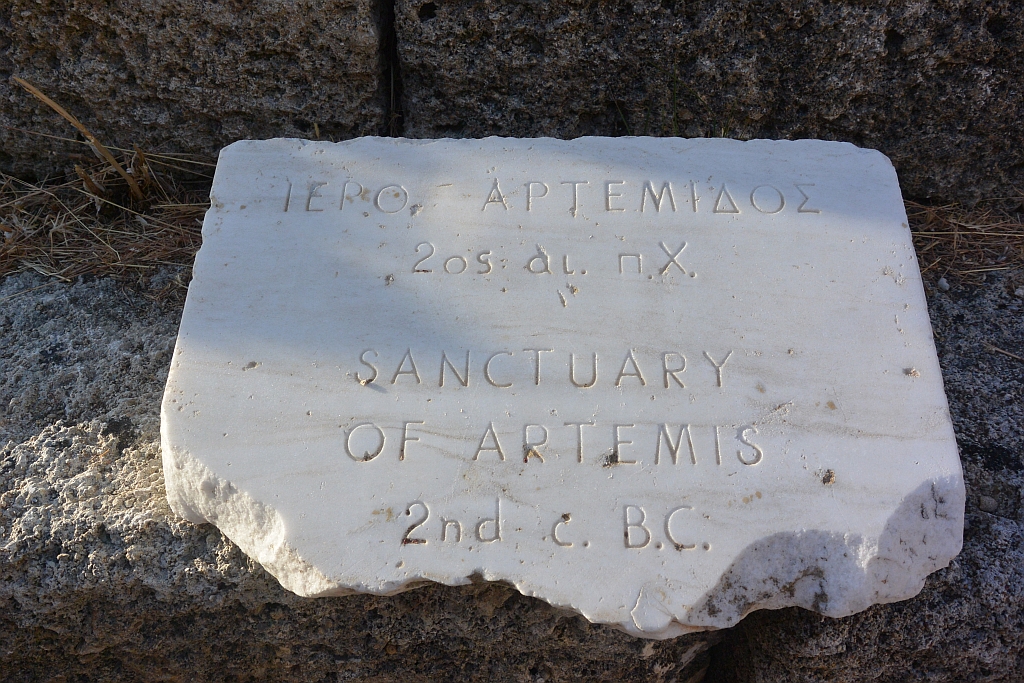 ΙΕΡΟ ΑΡΤΕΜΙΔΟΣ
2ος αι. π.Χ.
SANCTUARY
OF ARTEMIS
2nd c. B.C.